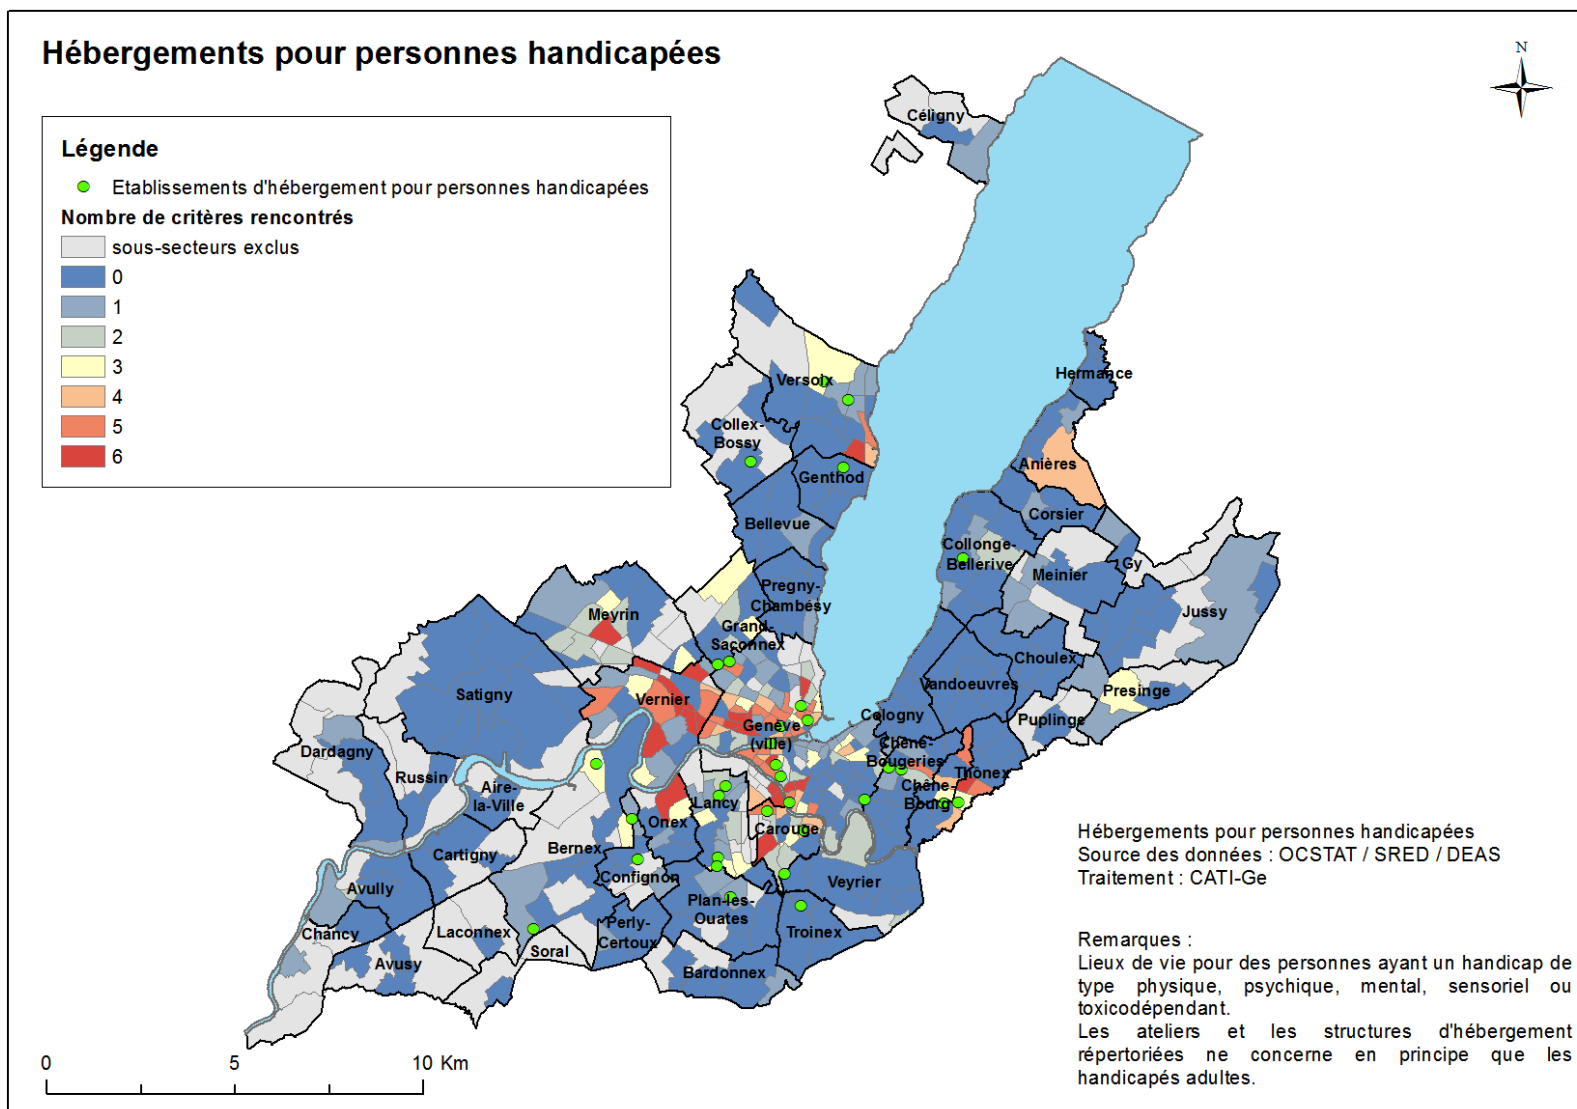 Hébergements pour personnes handicapées
N
Légende
Etablissements d'hébergement pour personnes handicapées
Nombre de critères rencontrés
sous-secteurs exclus
0
1
2
3
4
5
6
Céligny
Hermance
Versoix
Collex-
Bossy
Anières
Genthod
Corsier
Bellevue
Collonge-
Bellerive
Gy
Meinier
Pregny-
Chambésy
Jussy
Meyrin
Grand-
Saconnex
Choulex
Vandoeuvres
Presinge
Satigny
Vernier
Cologny
Puplinge
Genève
(ville)
Dardagny
Chêne-
Bougeries
Thônex
Russin
Aire-
la-Ville
Chêne-
Bourg
Lancy
Onex
Carouge
Bernex
Cartigny
Confignon
Veyrier
Avully
Plan-les-
Ouates
Perly-
Certoux
Laconnex
Chancy
Troinex
Soral
Avusy
Bardonnex
Hébergements pour personnes handicapées
Source des données : OCSTAT / SRED / DEAS
Traitement : CATI-Ge
Remarques :
Lieux de vie pour des personnes ayant un handicap de
type physique, psychique, mental, sensoriel ou
toxicodépendant.
Les ateliers et les structures d'hébergement
répertoriées ne concerne en principe que les
handicapés adultes.
0 5 10 Km